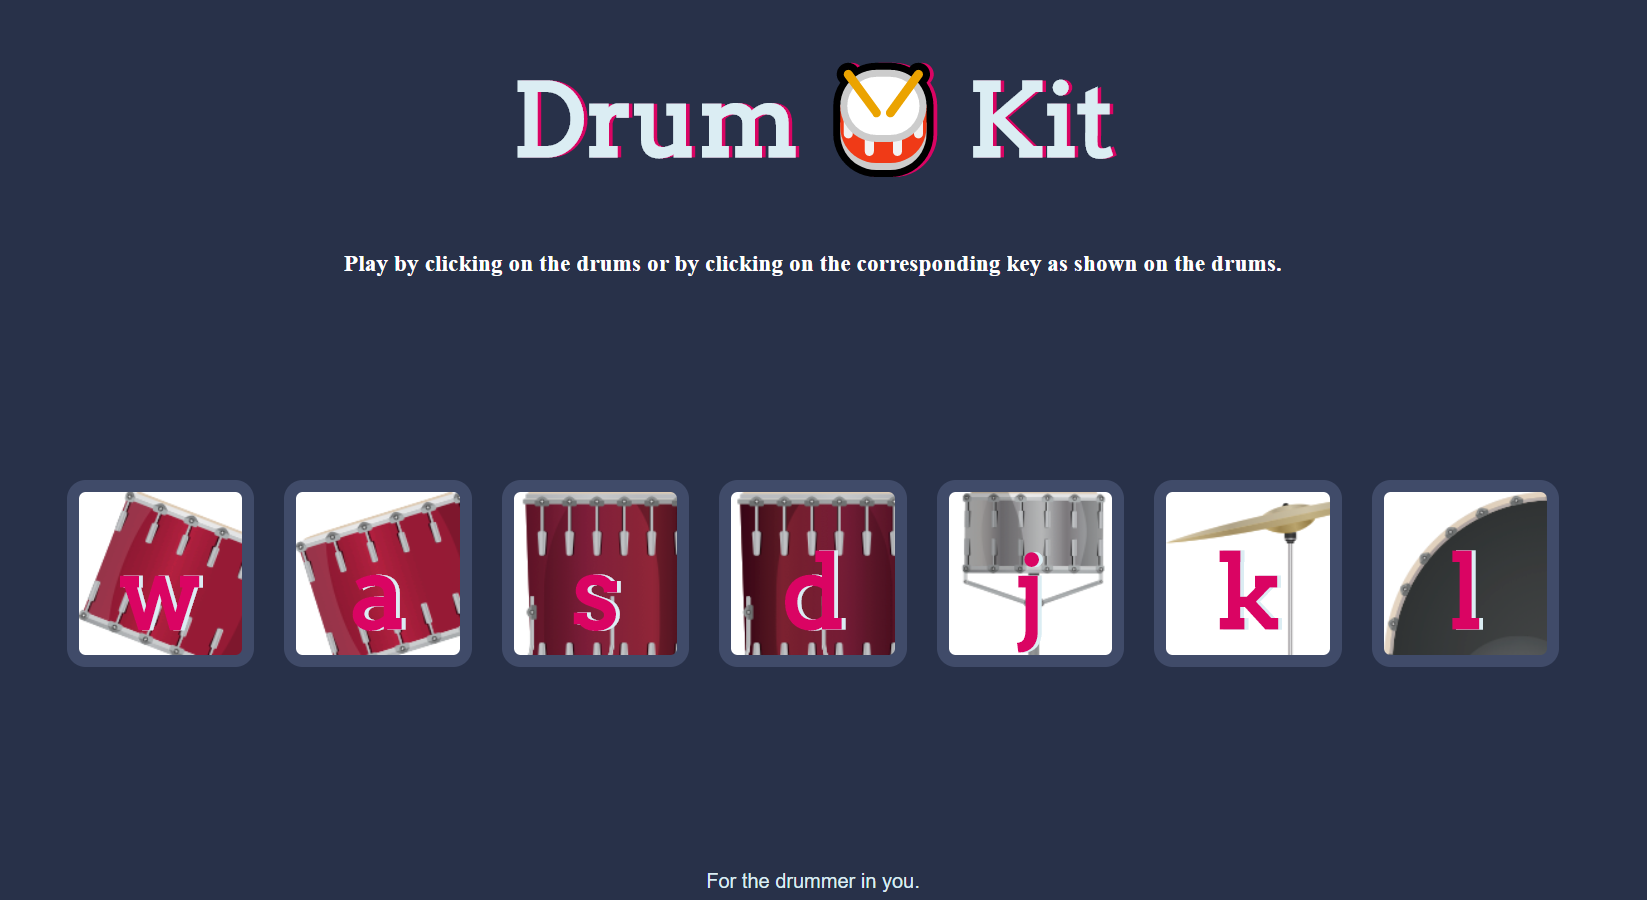 Drum 🥁 Kit
Play by clicking on the drums or by clicking on the corresponding key as shown on the drums.
w a s d j k l
For the drummer in you.